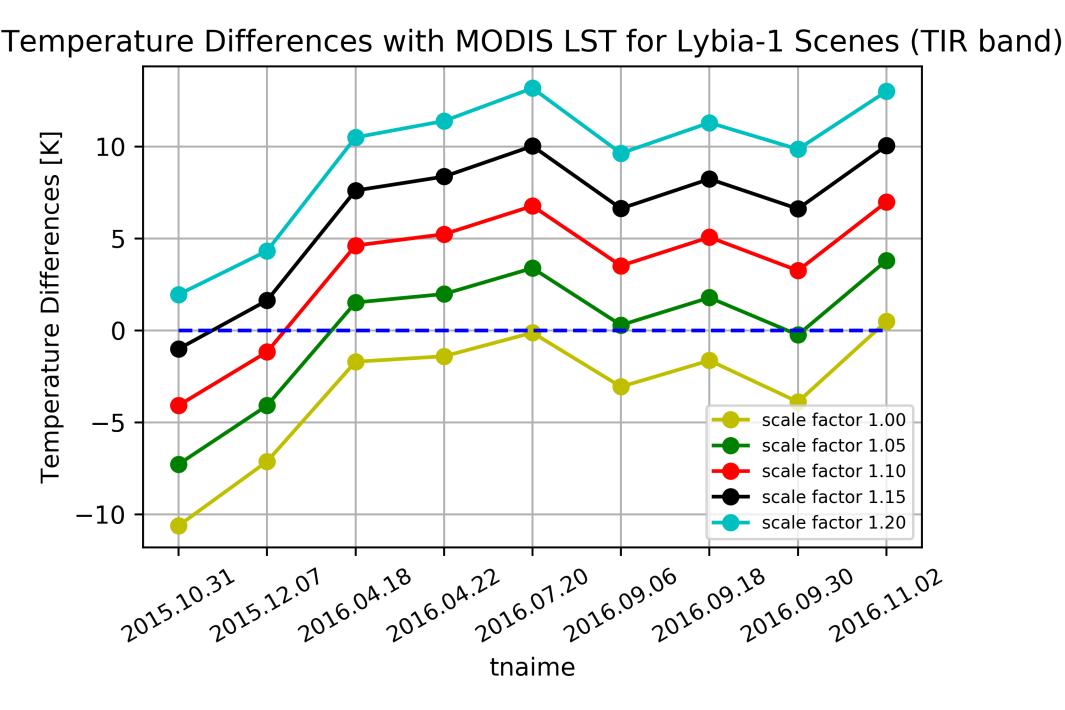 Temperature Differences with MODIS LST for Lybia-1 Scenes (TIR band)
Temperature Differences [K]
10
5
0
−5
−10
scale factor 1.00
scale factor 1.05
scale factor 1.10
scale factor 1.15
scale factor 1.20
2015.10.31
2015.12.07
2016.04.18
2016.04.22
2016.07.20
2016.09.06
2016.09.18
2016.09.30
2016.11.02
tnaime